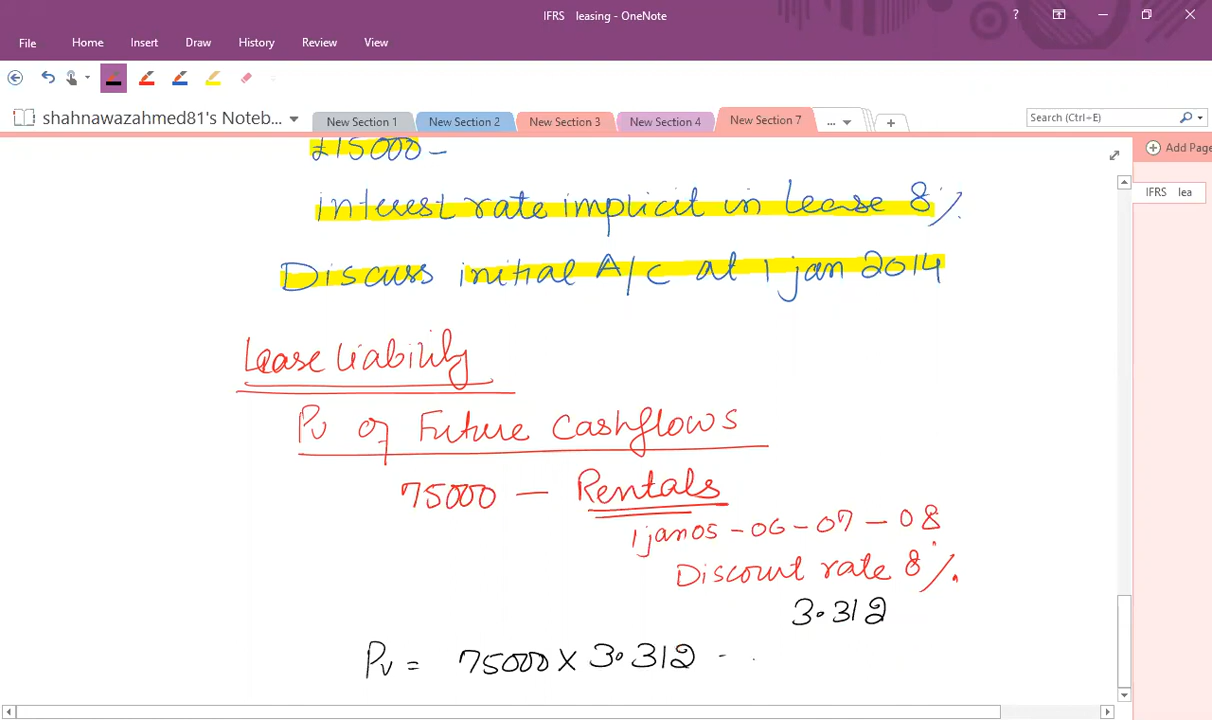 IFRS leasing - OneNote
?
File Home Insert Draw History Review View
shahnawazahmed81's Noteb... New Section 1 New Section 2 New Section 3 New Section 4 New Section 7 ... Search (Ctrl+E)
Add Page
IFRS lea
£15000 -
interest rate implicit in lease 8%
Discuss initial A/c at 1 jan 2014
Lease liability
Pv of Future Cashflows
75000 - Rentals
1 jan 05 - 06 - 07 - 08
Discount rate 8%.
3.312
Pv = 75000 X 3.312 -